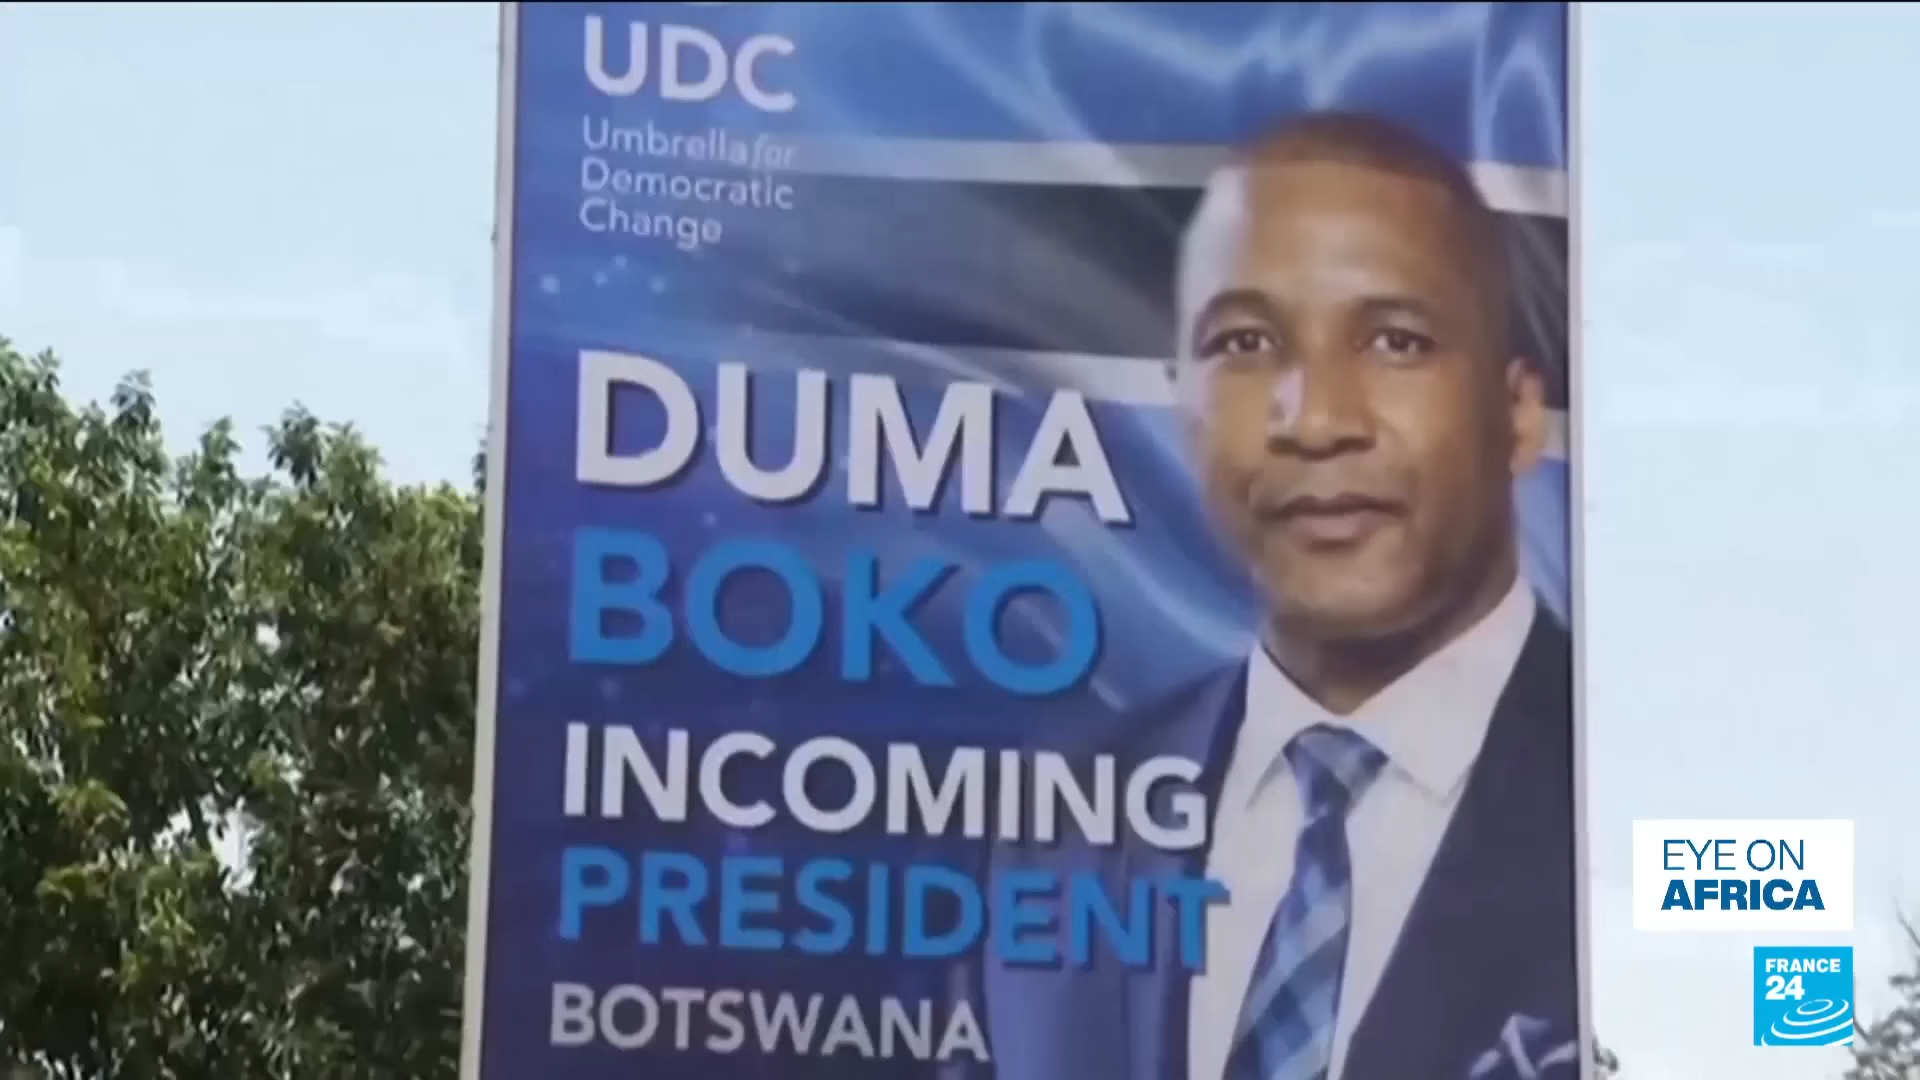 UDC
Umbrella for
Democratic
Change
DUMA
BOKO
INCOMING
PRESIDENT
BOTSWANA
EYE ON
AFRICA
FRANCE
24